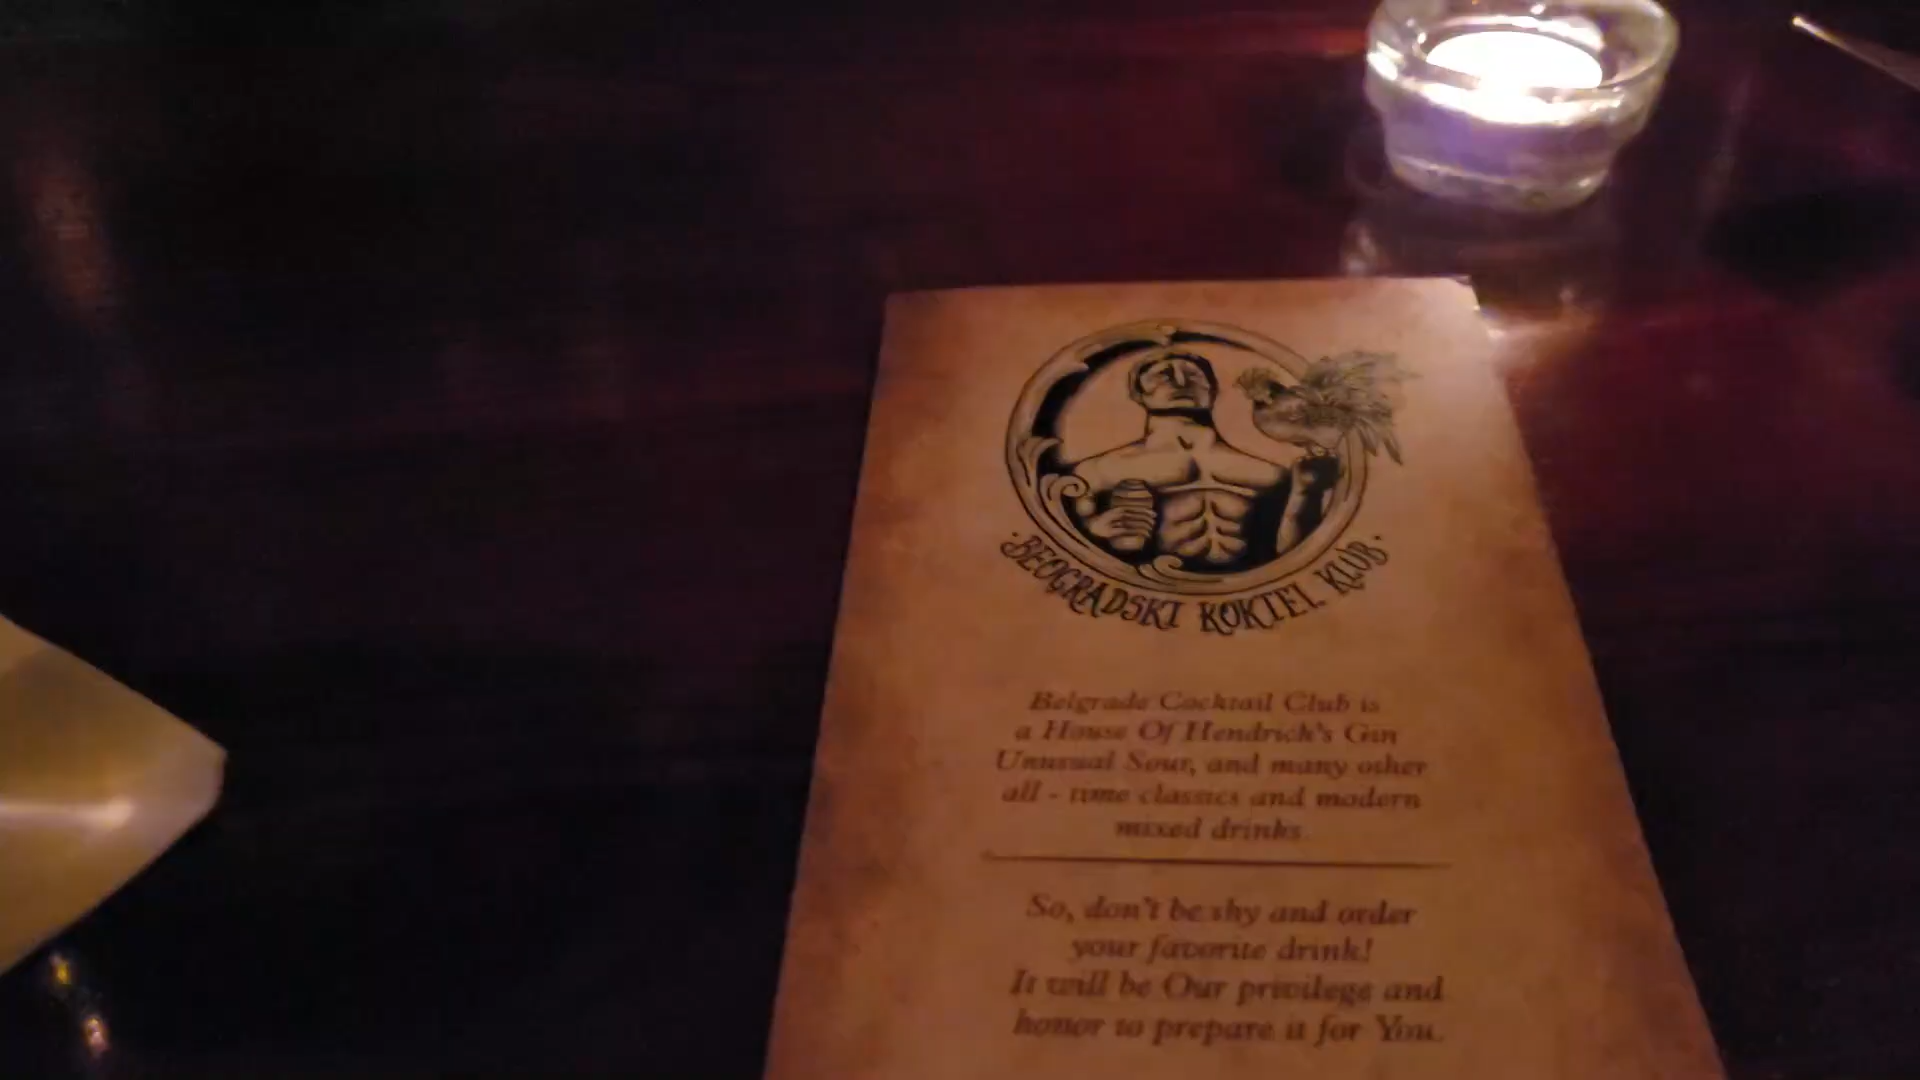 ·BEOGRADSKI KOKTEL KLUB·
Belgrade Cocktail Club is
a House Of Hendrick's Gin
Unusual Sour, and many other
all - time classics and modern
mixed drinks.
So, don't be shy and order
your favorite drink!
It will be Our privilege and
honor to prepare it for You.